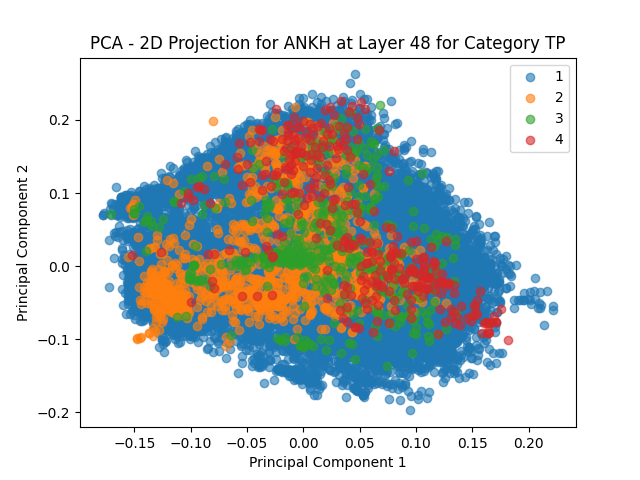 PCA - 2D Projection for ANKH at Layer 48 for Category TP
1
2
3
4
0.2
0.1
0.0
−0.1
−0.2
Principal Component 2
−0.15 −0.10 −0.05 0.00 0.05 0.10 0.15 0.20
Principal Component 1